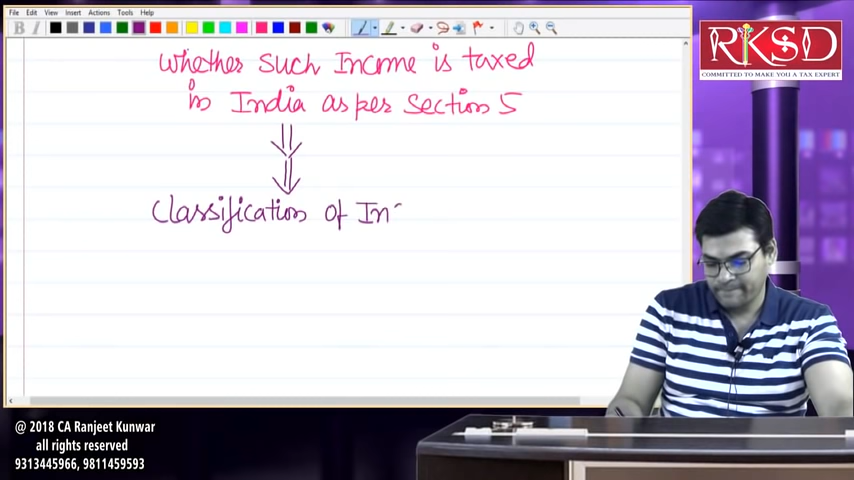 File Edit View Insert Actions Tools Help
RKSD
COMMITTED TO MAKE YOU A TAX EXPERT
Whether Such Income is taxed
in India as per Section 5
Classification of In
@ 2018 CA Ranjeet Kunwar
all rights reserved
9313445966, 9811459593